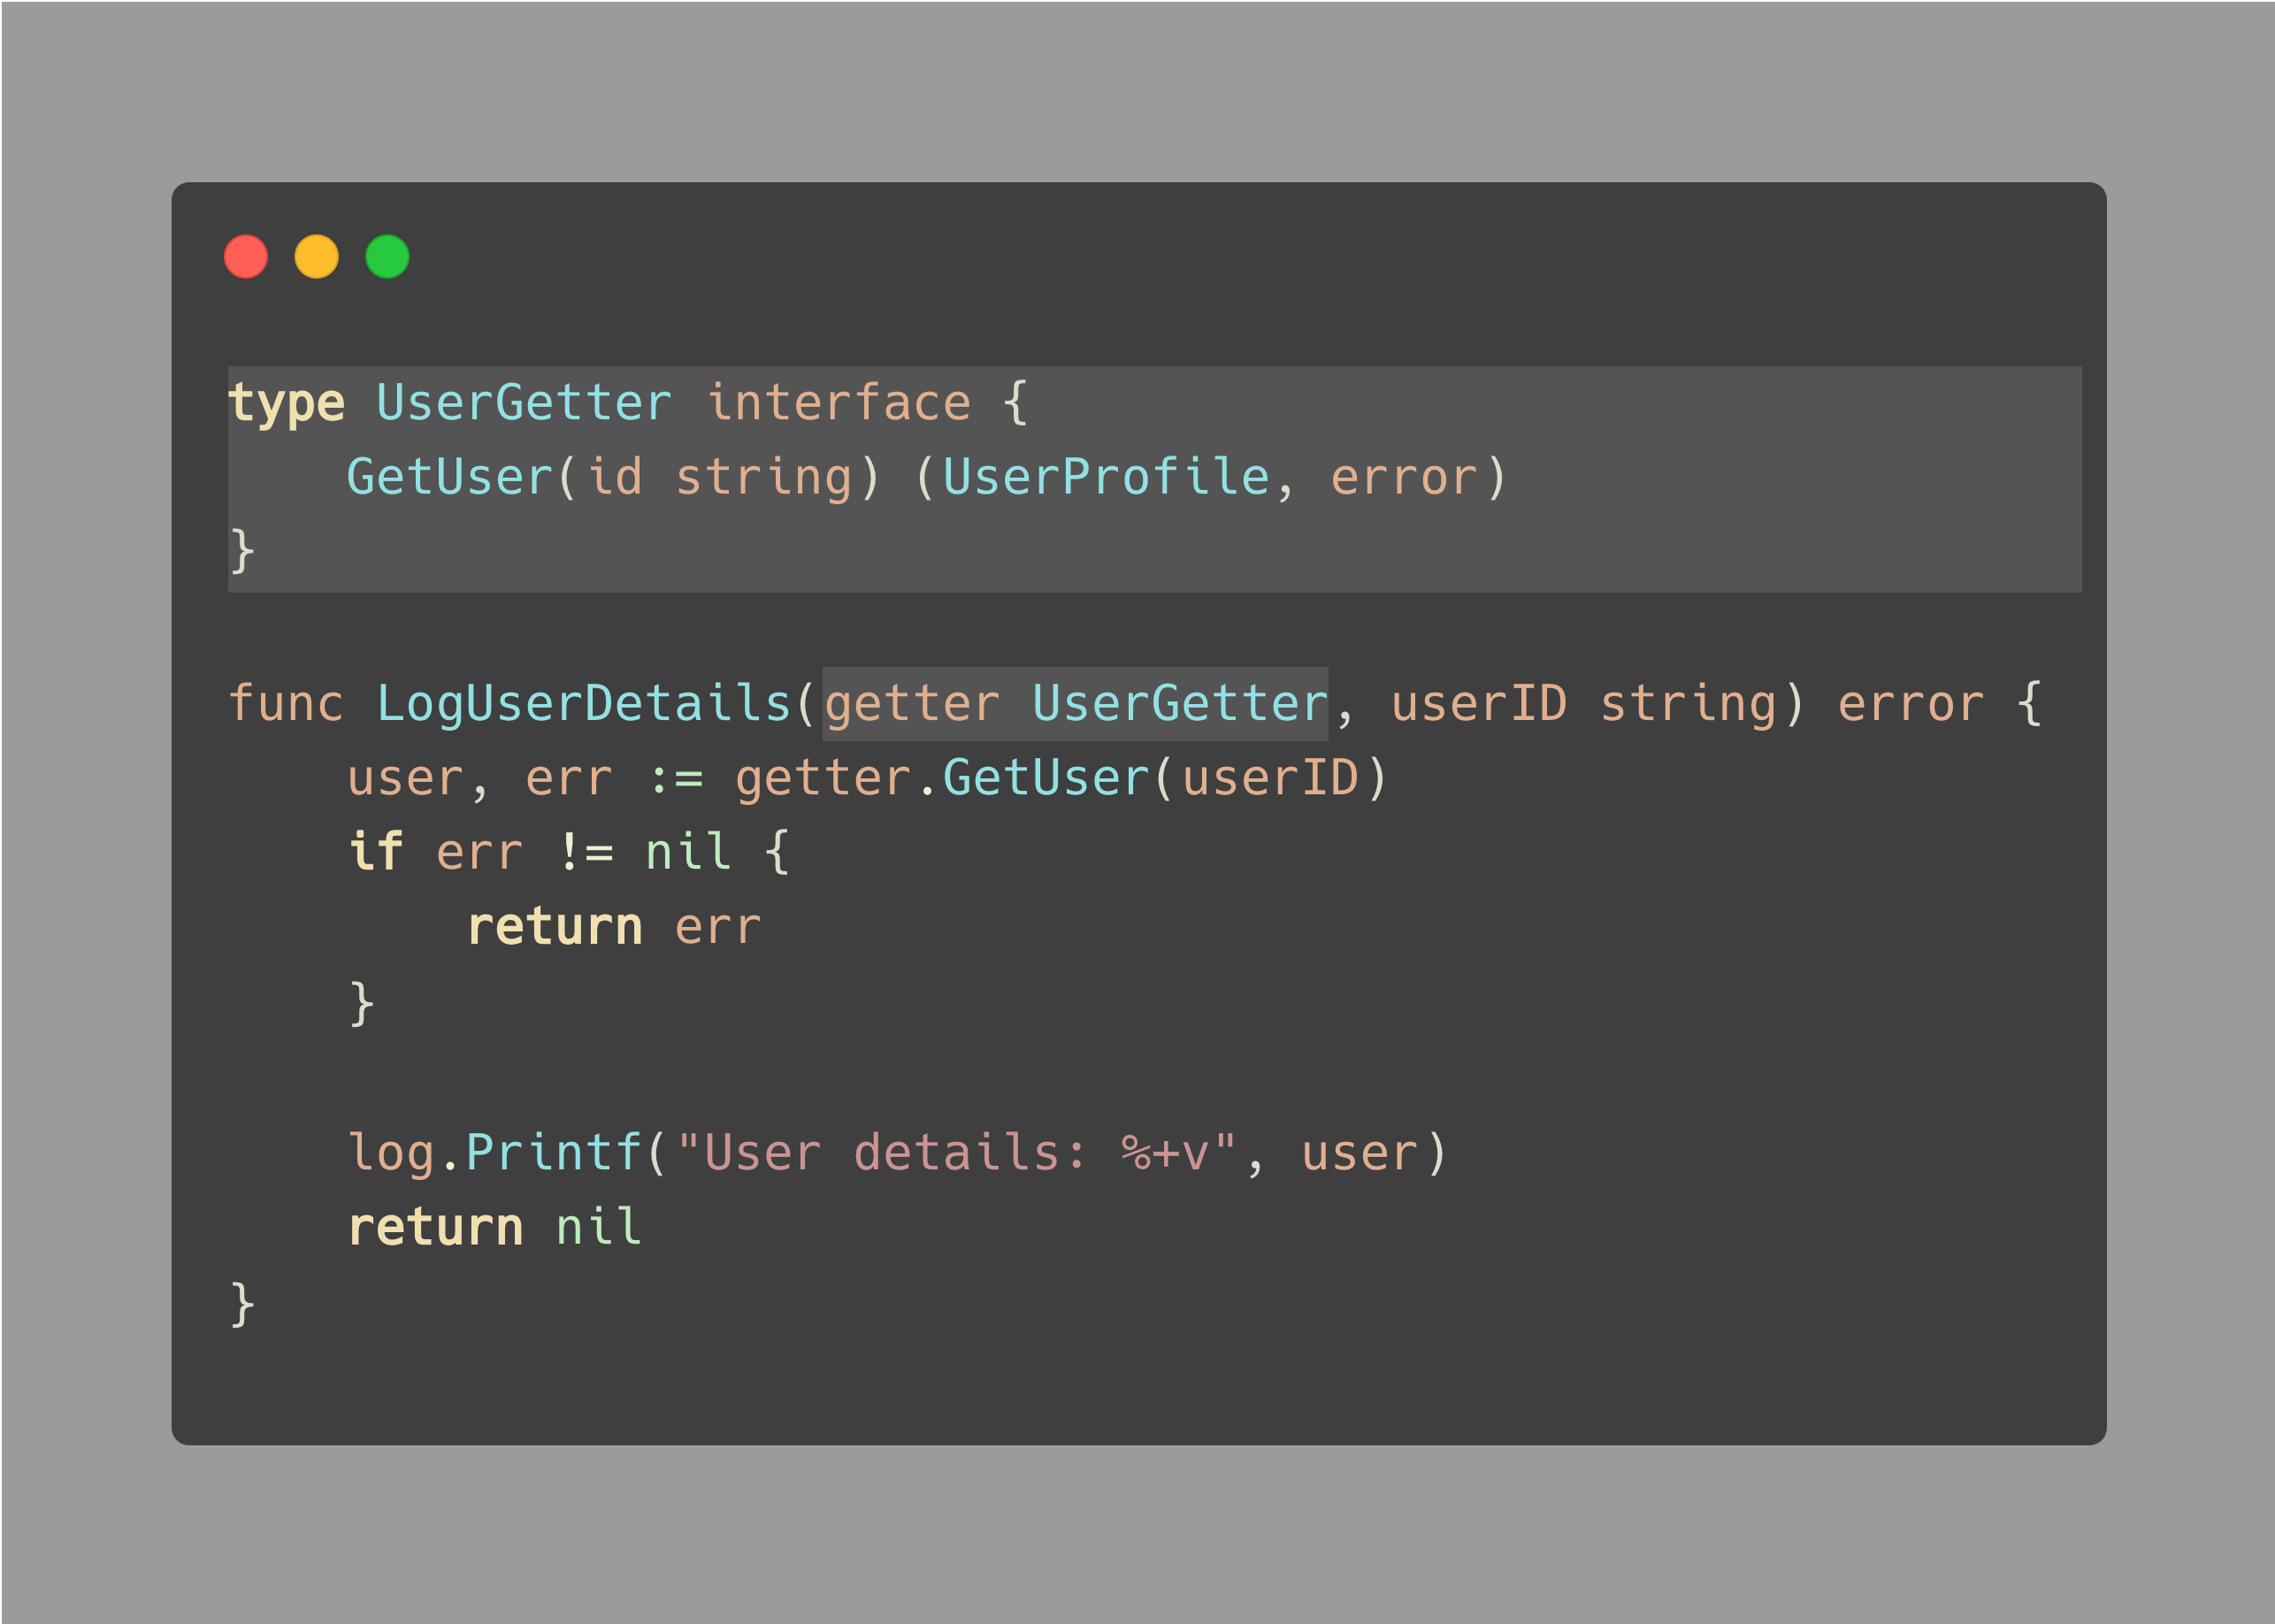 type UserGetter interface {
    GetUser(id string) (UserProfile, error)
}
func LogUserDetails(getter UserGetter, userID string) error {
    user, err := getter.GetUser(userID)
    if err != nil {
        return err
    }
    log.Printf("User details: %+v", user)
    return nil
}